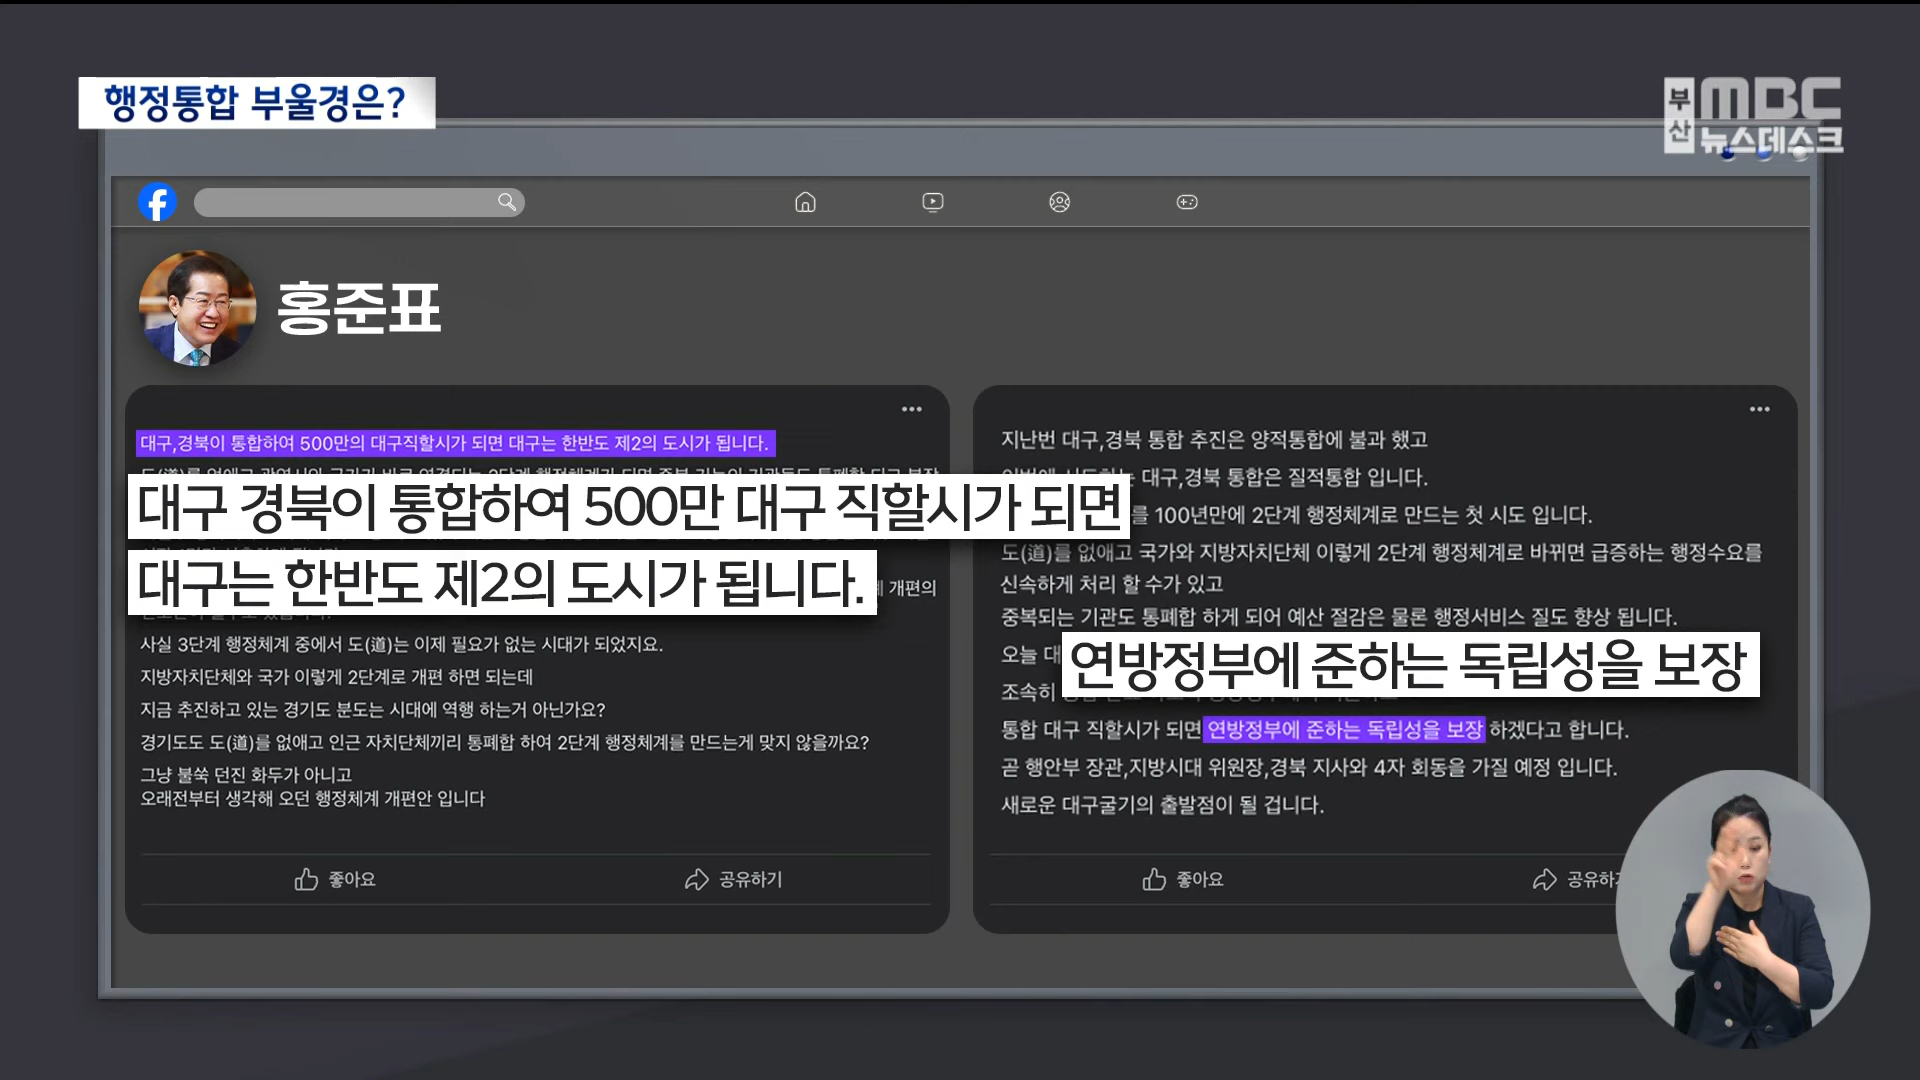 행정통합 부울경은?
부산 MBC
뉴스데스크
홍준표
대구,경북이 통합하여 500만의 대구직할시가 되면 대구는 한반도 제2의 도시가 됩니다.
대구 경북이 통합하여 500만 대구 직할시가 되면
대구는 한반도 제2의 도시가 됩니다.
개편의
사실 3단계 행정체계 중에서 도(道)는 이제 필요가 없는 시대가 되었지요.
지방자치단체와 국가 이렇게 2단계로 개편 하면 되는데
지금 추진하고 있는 경기도 분도는 시대에 역행 하는거 아닌가요?
경기도도 도(道)를 없애고 인근 자치단체끼리 통폐합 하여 2단계 행정체계를 만드는게 맞지 않을까요?
그냥 불쑥 던진 화두가 아니고
오래전부터 생각해 오던 행정체계 개편안 입니다
좋아요
공유하기
지난번 대구,경북 통합 추진은 양적통합에 불과 했고
대구,경북 통합은 질적통합 입니다.
를 100년만에 2단계 행정체계로 만드는 첫 시도 입니다.
도(道)를 없애고 국가와 지방자치단체 이렇게 2단계 행정체계로 바뀌면 급증하는 행정수요를
신속하게 처리 할 수가 있고
중복되는 기관도 통폐합 하게 되어 예산 절감은 물론 행정서비스 질도 향상 됩니다.
오늘
연방정부에 준하는 독립성을 보장
조속히
통합 대구 직할시가 되면 연방정부에 준하는 독립성을 보장 하겠다고 합니다.
곧 행안부 장관,지방시대 위원장,경북 지사와 4자 회동을 가질 예정 입니다.
새로운 대구굴기의 출발점이 될 겁니다.
좋아요